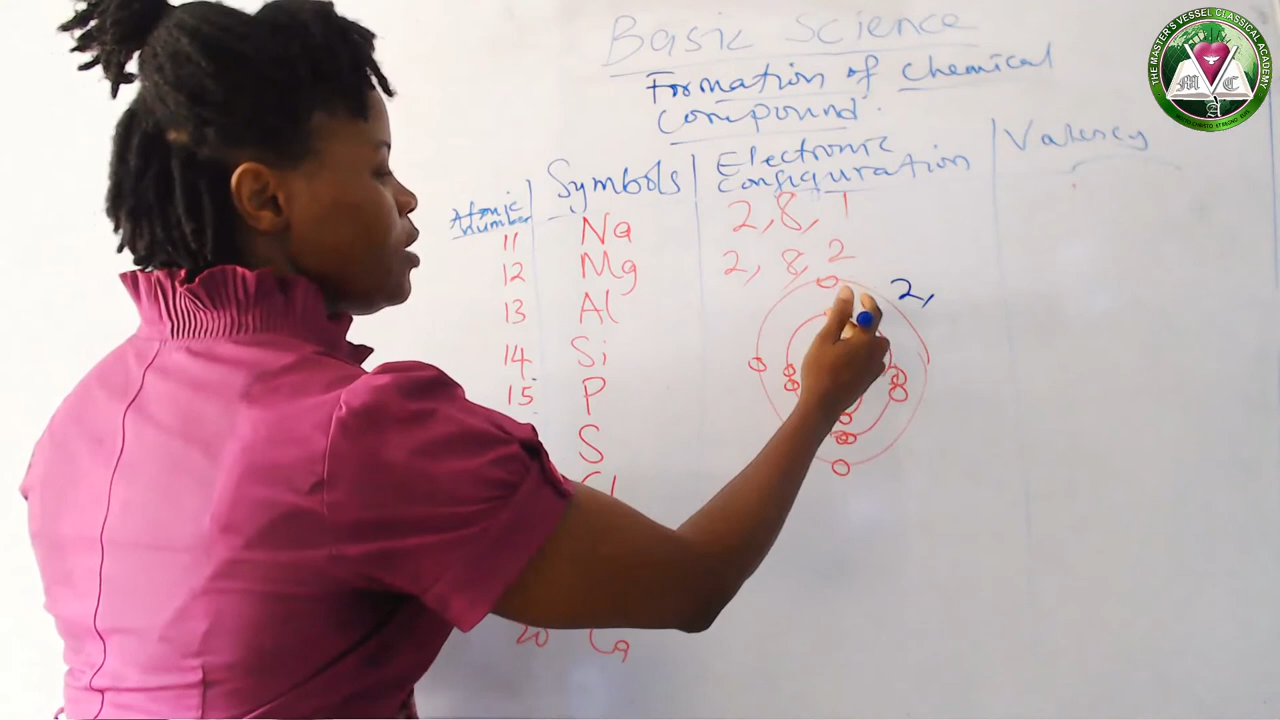 Basic Science
Formation of chemical
compound.
Atomic number | Symbols | Electronic configuration | Valency
11 Na 2, 8, 1
12 Mg 2, 8, 2
13 Al 2,
14 Si
15 P
S
Cl
20 Ca
THE MASTER'S VESSEL CLASSICAL ACADEMY
M C
A